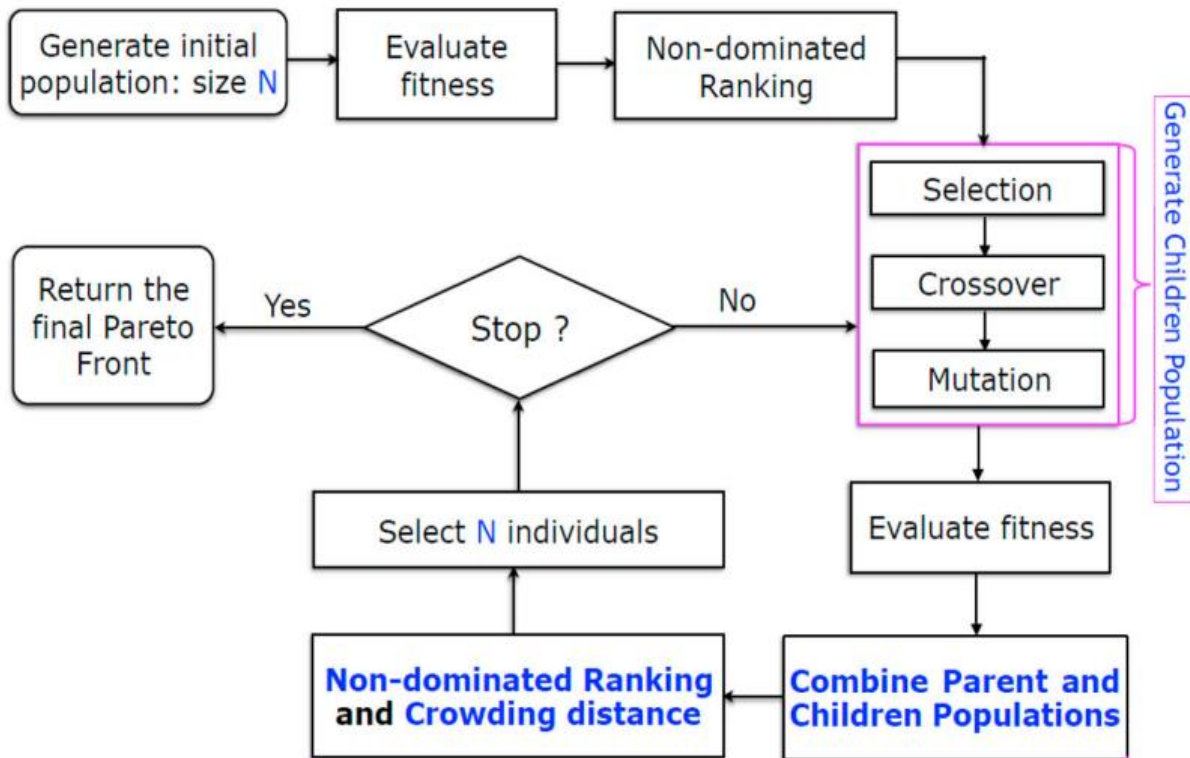 Generate initial
population: size N
Evaluate
fitness
Non-dominated
Ranking
Generate Children Population
Selection
Crossover
Mutation
Return the
final Pareto
Front
Yes
Stop ?
No
Select N individuals
Evaluate fitness
Non-dominated Ranking
and Crowding distance
Combine Parent and
Children Populations